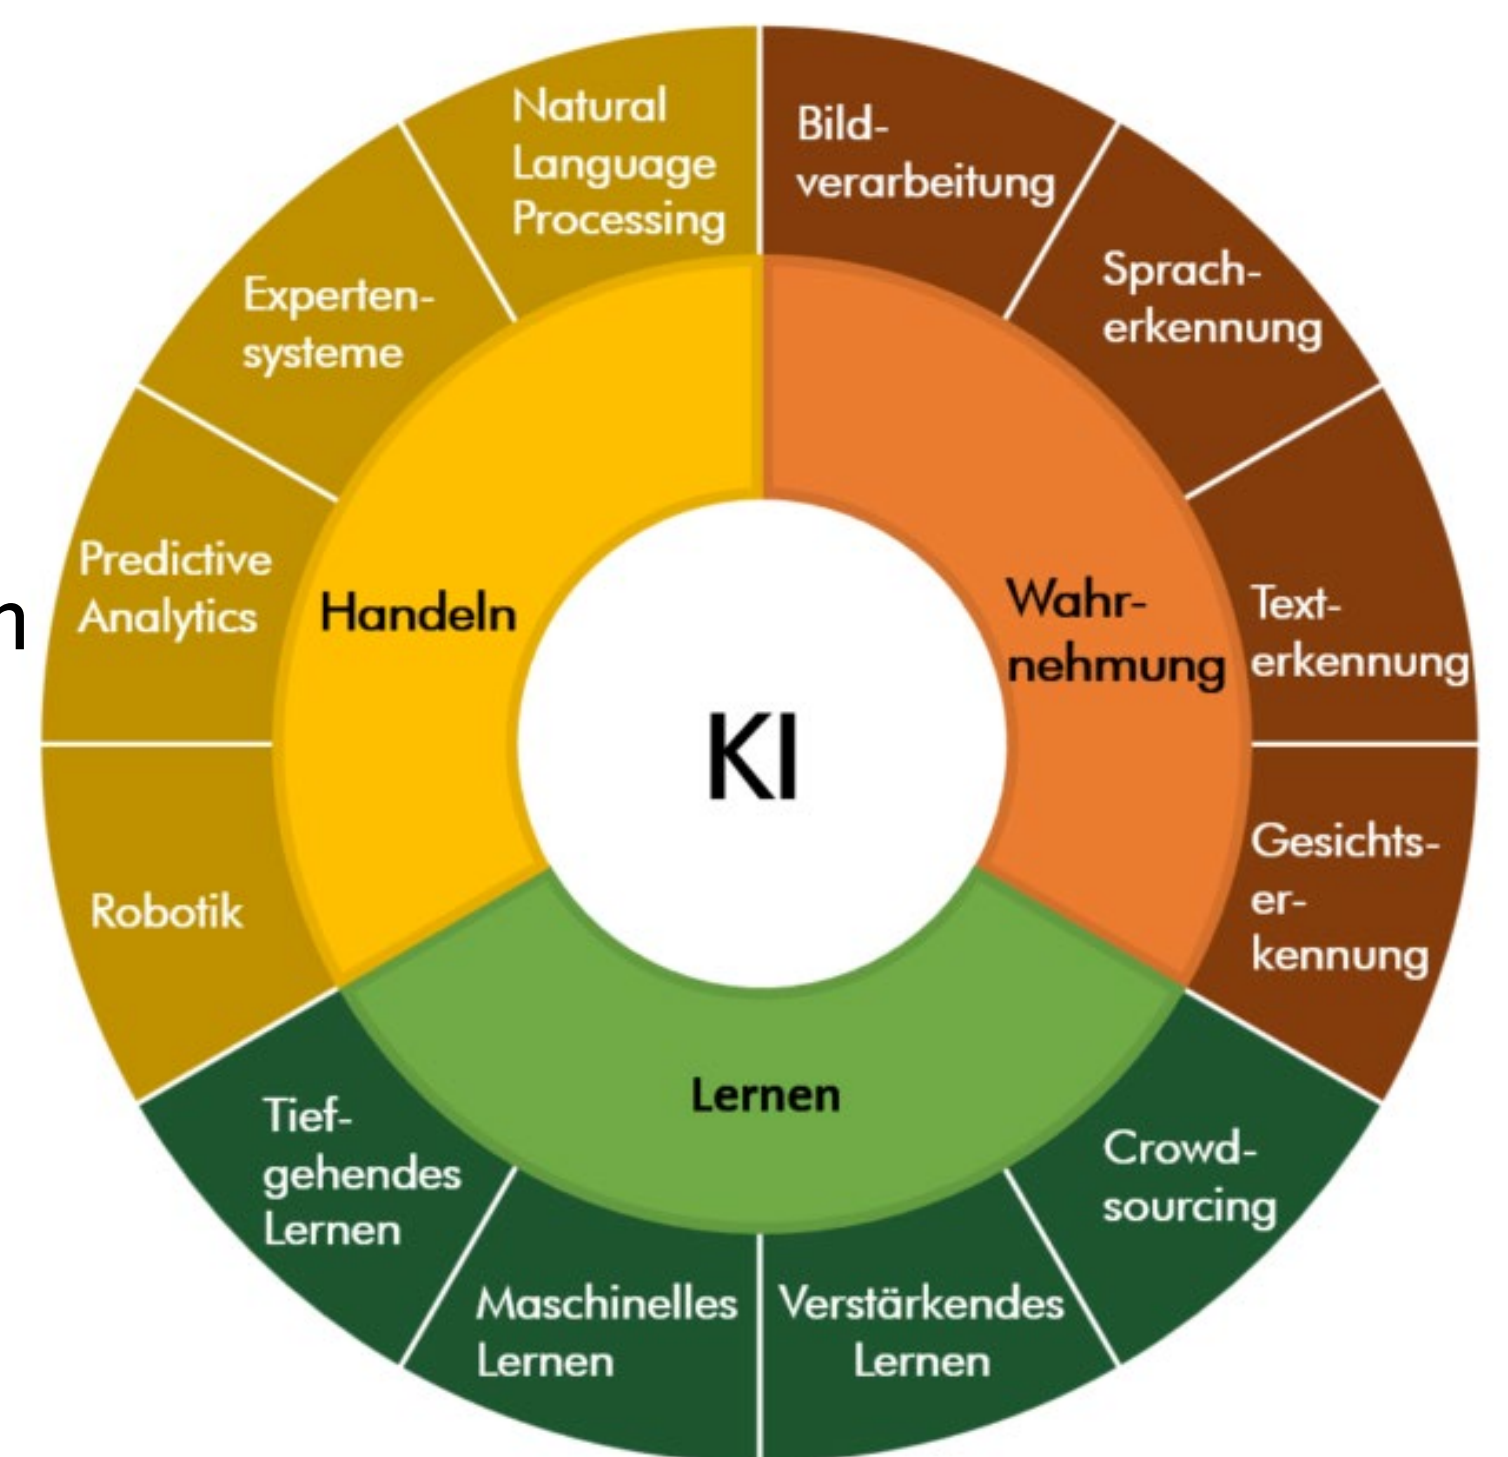 Natural
Language
Processing
Bild-
verarbeitung
Sprach-
erkennung
Experten-
systeme
Predictive
Analytics
Handeln
Wahr-
nehmung
Text-
erkennung
n
KI
Gesichts-
er-
kennung
Robotik
Lernen
Tief-
gehendes
Lernen
Crowd-
sourcing
Maschinelles
Lernen
Verstärkendes
Lernen